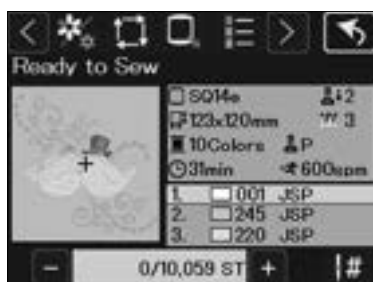 Ready to Sew
SQ14e
2
123x120mm
3
10Colors
P
31min
600spm
1. 001 JSP
2. 245 JSP
3. 220 JSP
− 0/10,059 ST +
#